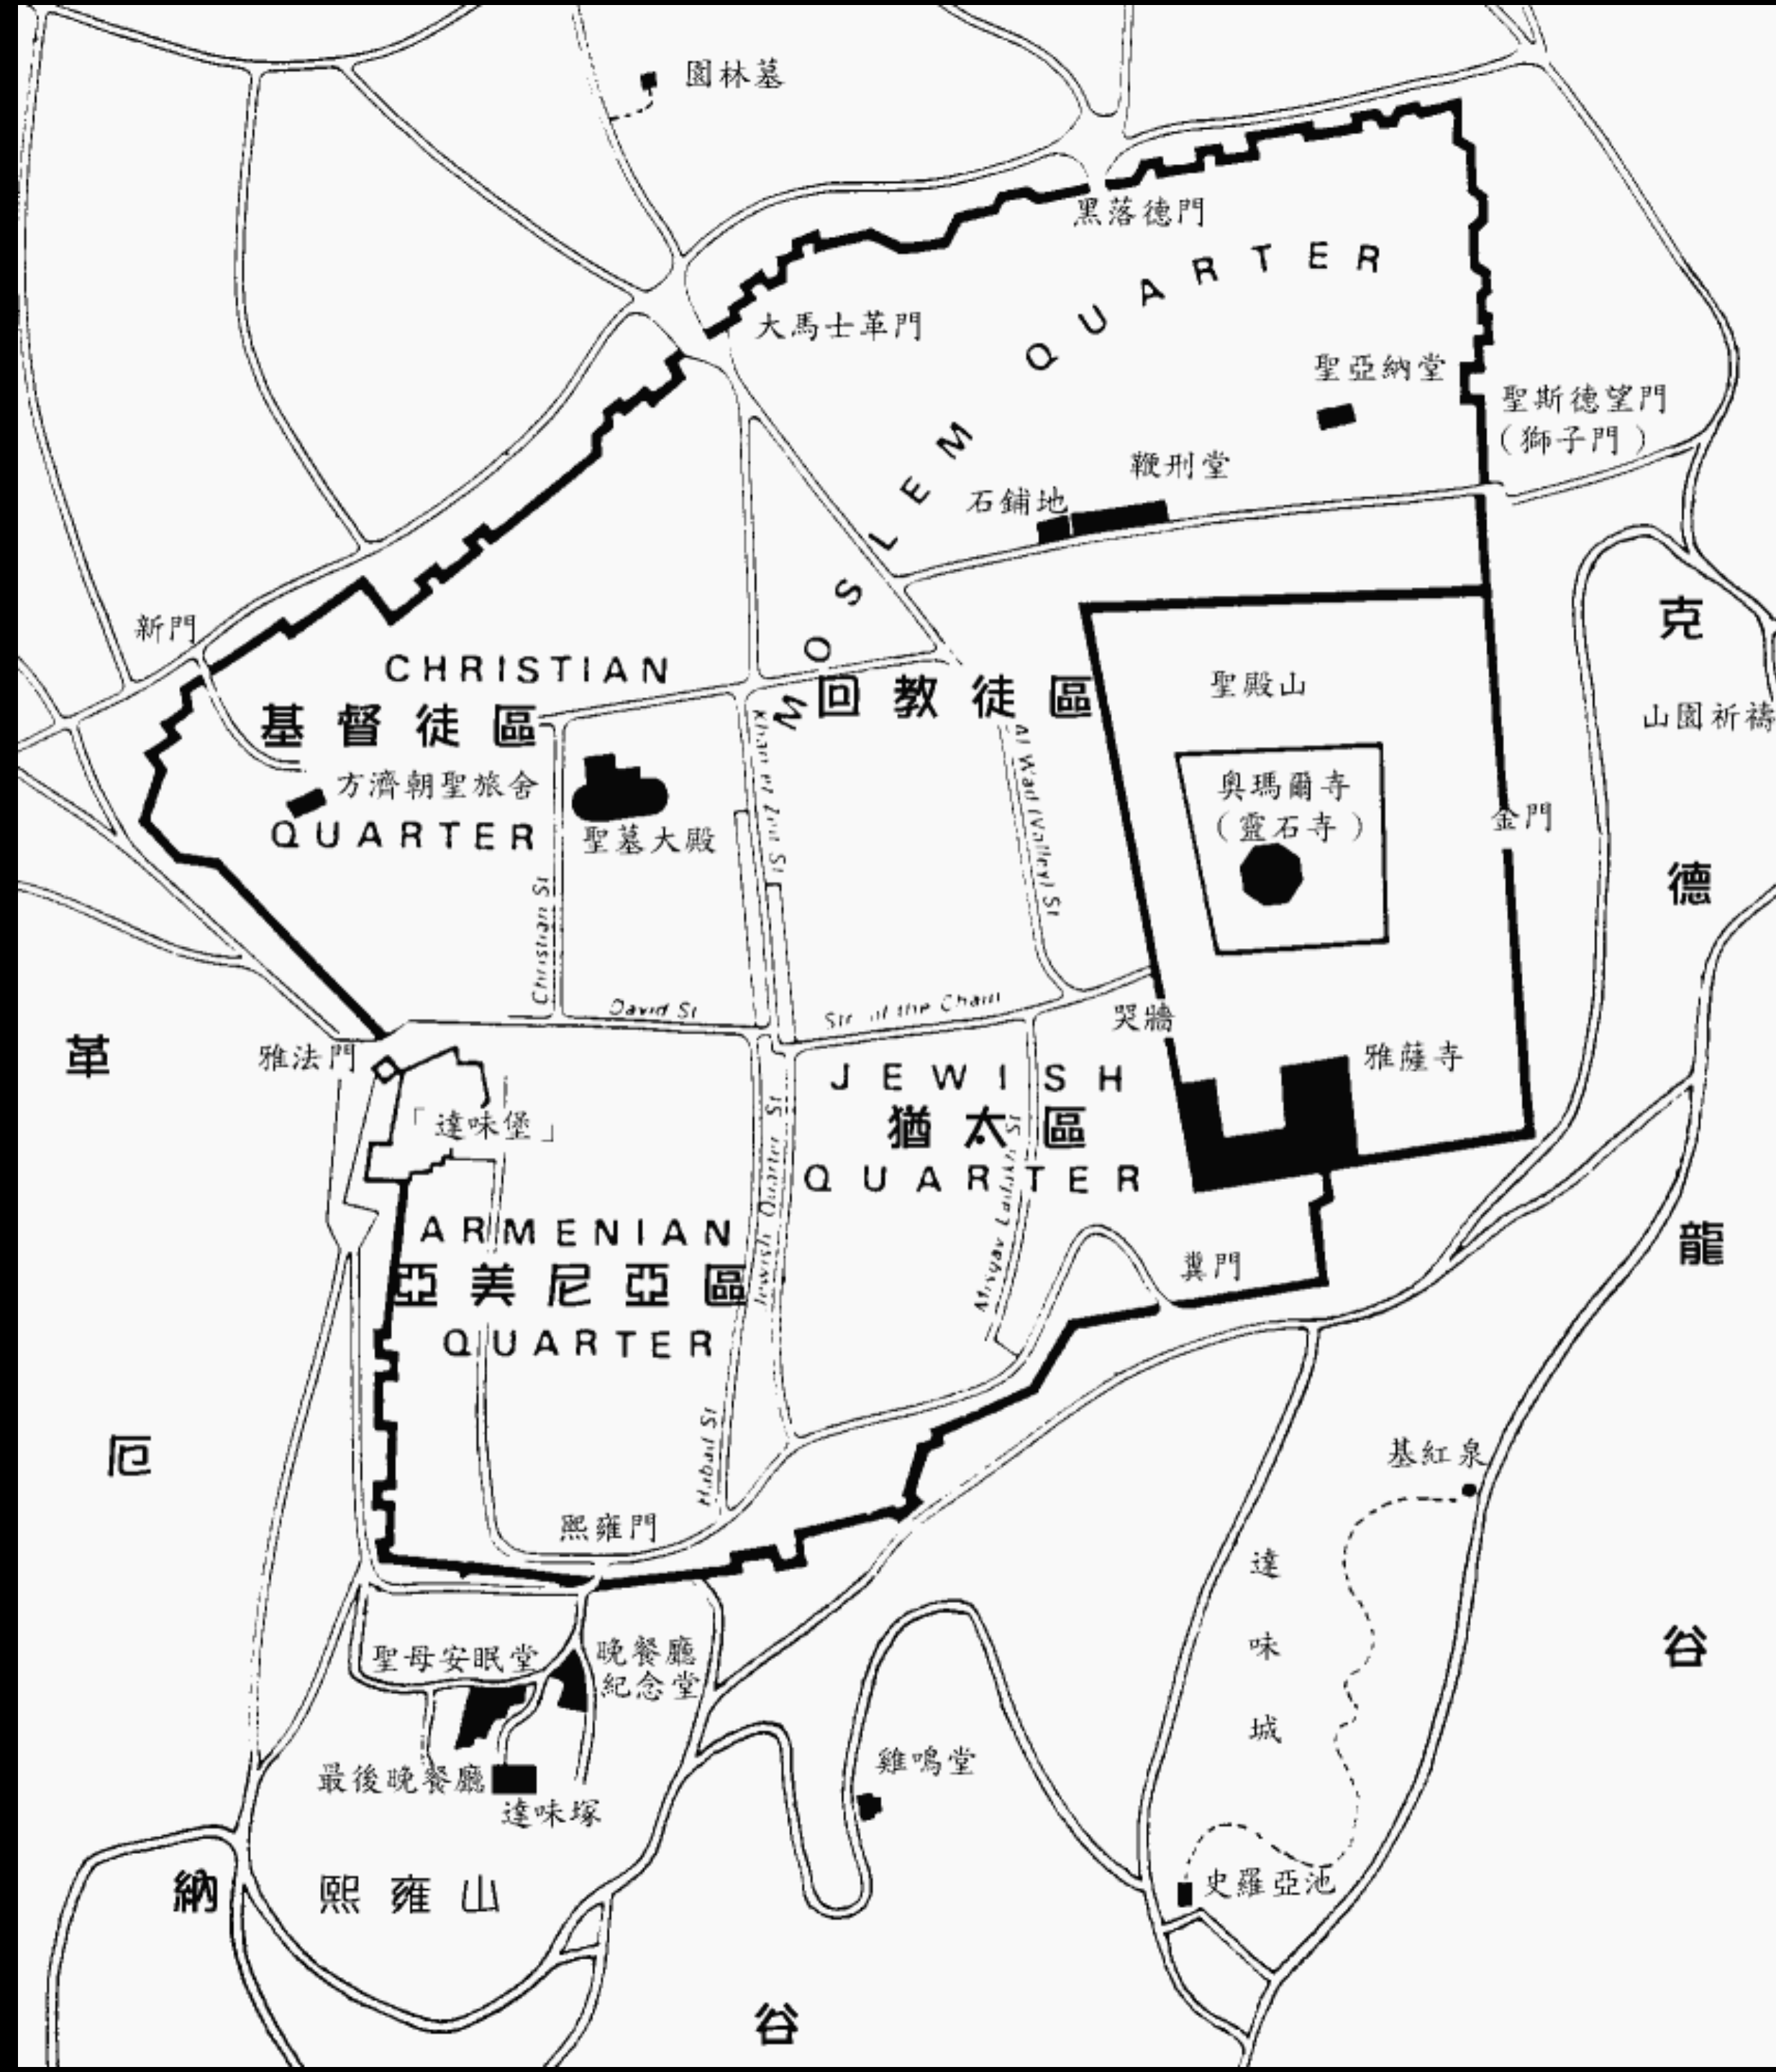 園林墓
黑落德門
MOSLEM QUARTER
大馬士革門
聖亞納堂
聖斯德望門
（獅子門）
鞭刑堂
石鋪地
克
德
龍
谷
新門
CHRISTIAN
基督徒區
QUARTER
回教徒區
聖殿山
山園祈禱
方濟朝聖旅舍
聖墓大殿
奧瑪爾寺
（靈石寺）
金門
Khan ez Zeit St
Al Wad (Valley) St
Christian St
David St
Str of the Chain
哭牆
雅法門
雅薩寺
JEWISH
猶太區
QUARTER
「達味堡」
Jewish Quarter St
Misgav Ladach St
ARMENIAN
亞美尼亞區
QUARTER
糞門
Habad St
基紅泉
熙雍門
達味城
聖母安眠堂
晚餐廳
紀念堂
最後晚餐廳
達味塚
雞鳴堂
史羅亞池
熙雍山
革
厄
納
谷